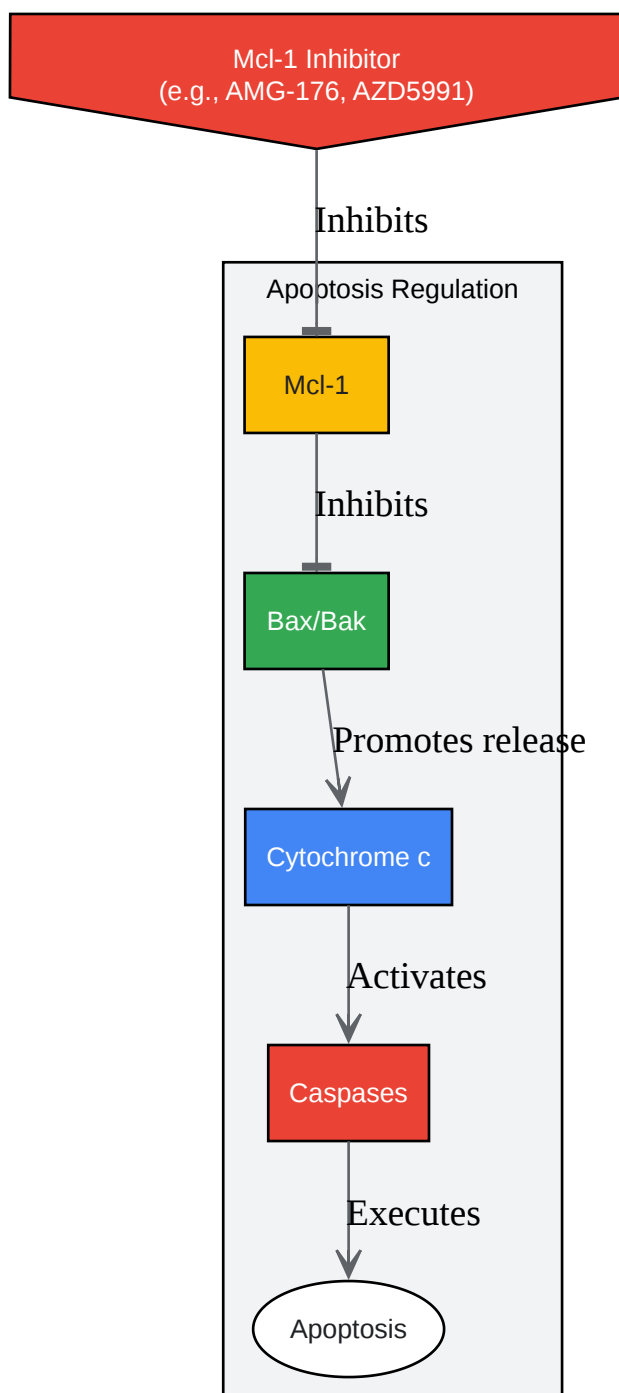 Mcl-1 Inhibitor
(e.g., AMG-176, AZD5991)
Inhibits
Apoptosis Regulation
Mcl-1
Inhibits
Bax/Bak
Promotes release
Cytochrome c
Activates
Caspases
Executes
Apoptosis